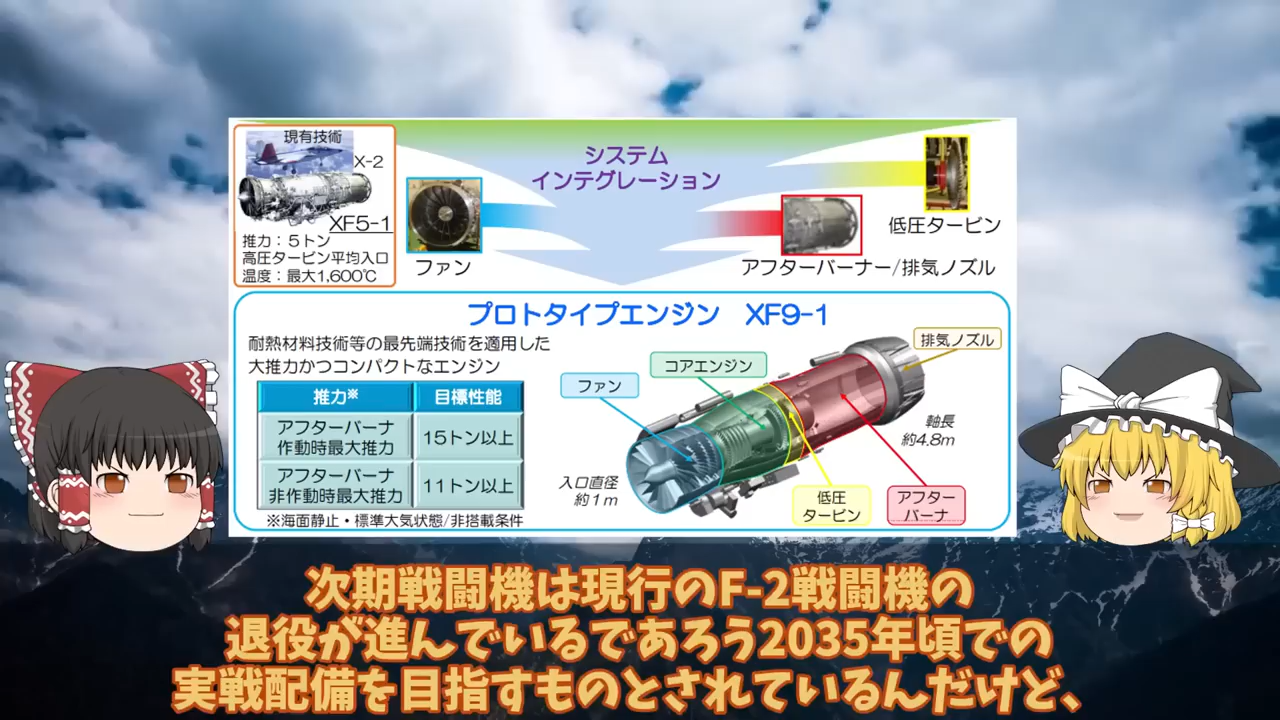 現有技術
X-2
XF5-1
推力：５トン
高圧タービン平均入口
温度：最大1,600℃
システム
インテグレーション
ファン
低圧タービン
アフターバーナー/排気ノズル
プロトタイプエンジン　XF9-1
耐熱材料技術等の最先端技術を適用した
大推力かつコンパクトなエンジン
推力※
目標性能
アフターバーナ
作動時最大推力
15トン以上
アフターバーナ
非作動時最大推力
11トン以上
※海面静止・標準大気状態/非搭載条件
ファン
コアエンジン
排気ノズル
軸長
約4.8m
入口直径
約１m
低圧
タービン
アフター
バーナ
次期戦闘機は現行のF-2戦闘機の
退役が進んでいるであろう2035年頃での
実戦配備を目指すものとされているんだけど、